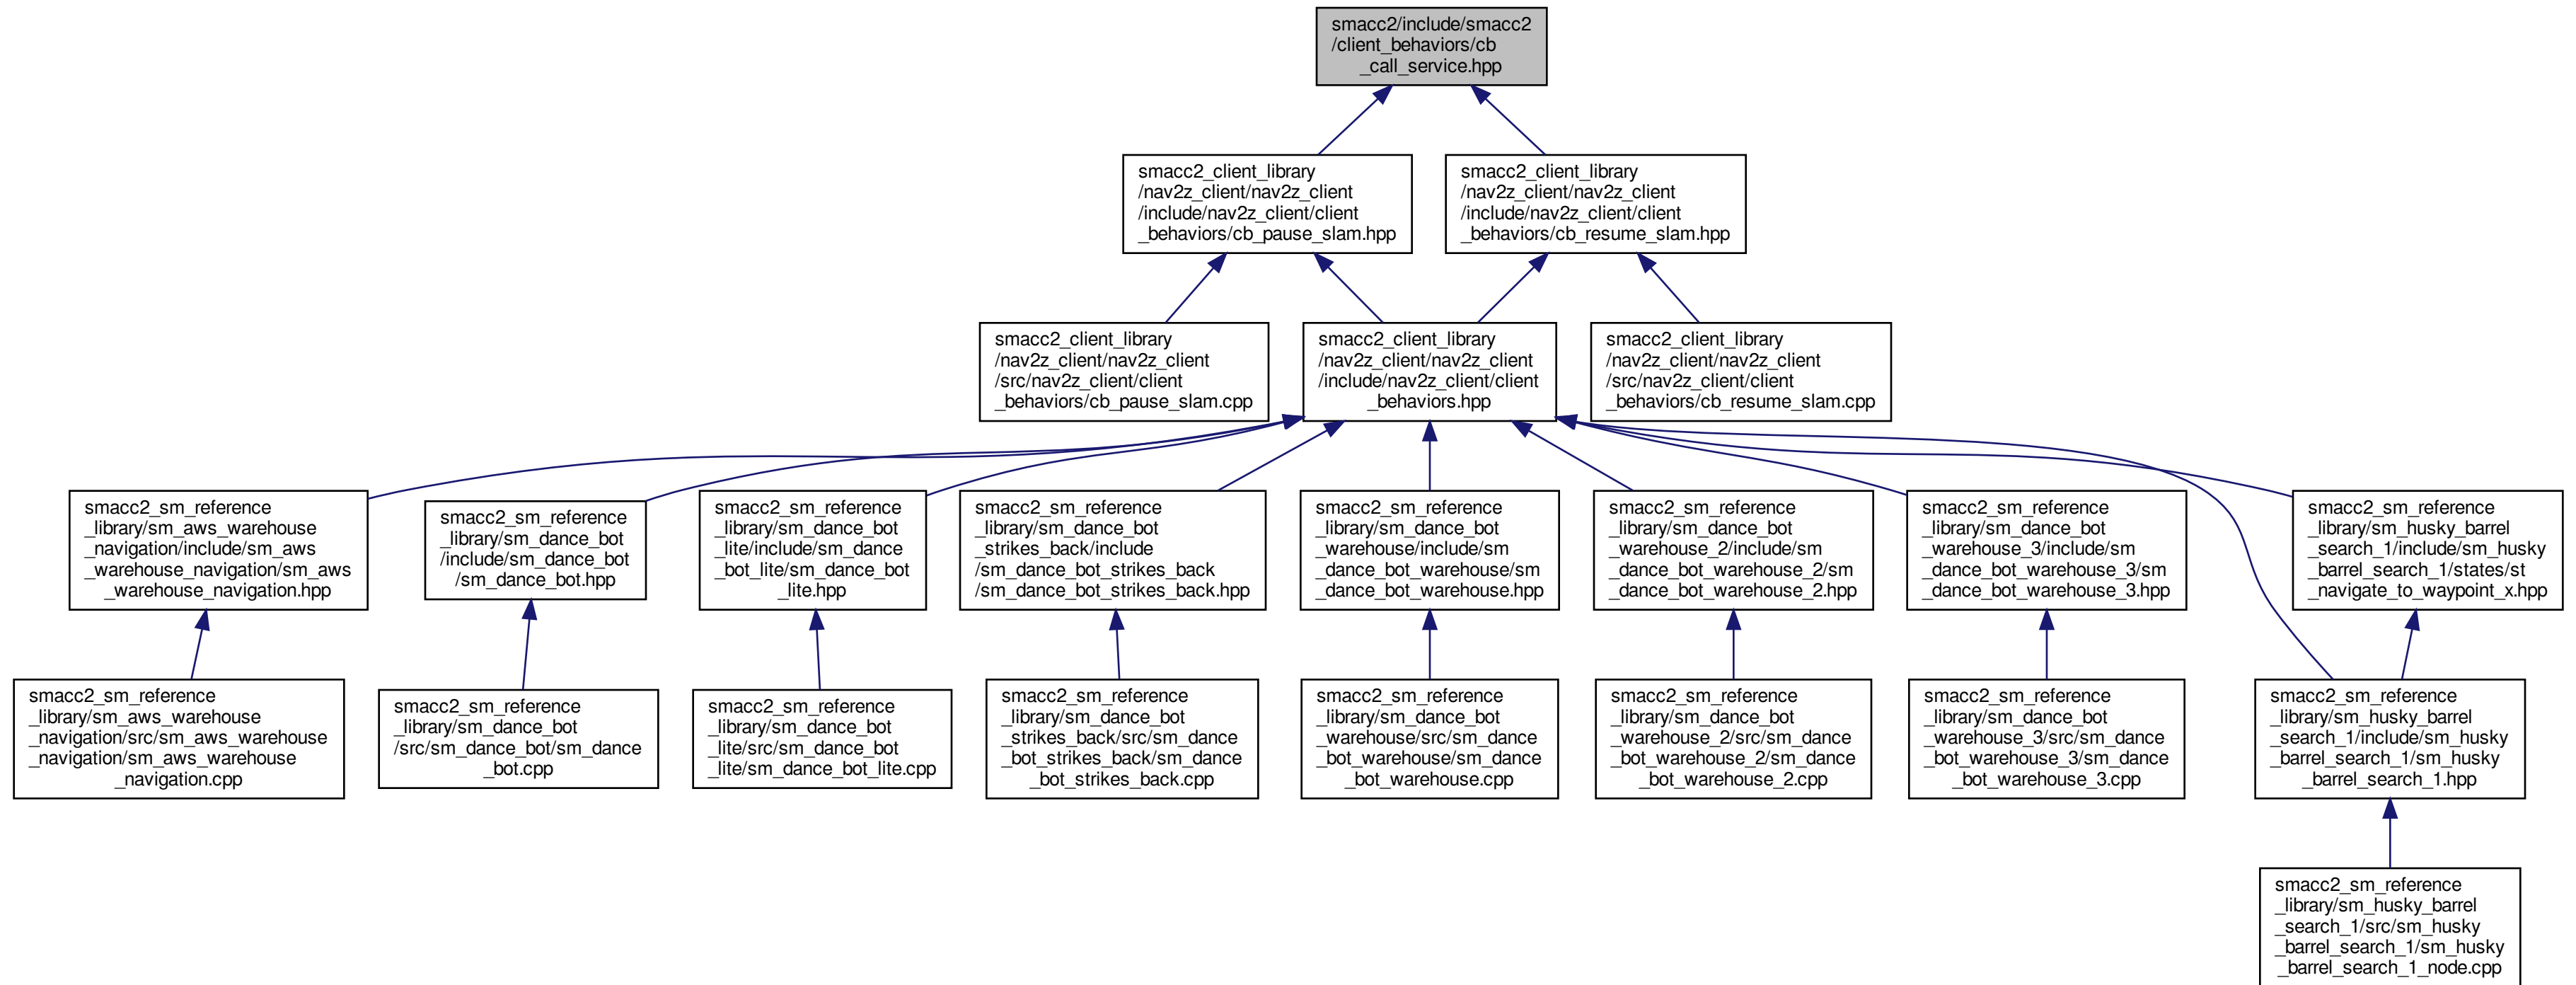 smacc2/include/smacc2
/client_behaviors/cb
_call_service.hpp
smacc2_client_library
/nav2z_client/nav2z_client
/include/nav2z_client/client
_behaviors/cb_pause_slam.hpp
smacc2_client_library
/nav2z_client/nav2z_client
/include/nav2z_client/client
_behaviors/cb_resume_slam.hpp
smacc2_client_library
/nav2z_client/nav2z_client
/src/nav2z_client/client
_behaviors/cb_pause_slam.cpp
smacc2_client_library
/nav2z_client/nav2z_client
/include/nav2z_client/client
_behaviors.hpp
smacc2_client_library
/nav2z_client/nav2z_client
/src/nav2z_client/client
_behaviors/cb_resume_slam.cpp
smacc2_sm_reference
_library/sm_aws_warehouse
_navigation/include/sm_aws
_warehouse_navigation/sm_aws
_warehouse_navigation.hpp
smacc2_sm_reference
_library/sm_dance_bot
/include/sm_dance_bot
/sm_dance_bot.hpp
smacc2_sm_reference
_library/sm_dance_bot
_lite/include/sm_dance
_bot_lite/sm_dance_bot
_lite.hpp
smacc2_sm_reference
_library/sm_dance_bot
_strikes_back/include
/sm_dance_bot_strikes_back
/sm_dance_bot_strikes_back.hpp
smacc2_sm_reference
_library/sm_dance_bot
_warehouse/include/sm
_dance_bot_warehouse/sm
_dance_bot_warehouse.hpp
smacc2_sm_reference
_library/sm_dance_bot
_warehouse_2/include/sm
_dance_bot_warehouse_2/sm
_dance_bot_warehouse_2.hpp
smacc2_sm_reference
_library/sm_dance_bot
_warehouse_3/include/sm
_dance_bot_warehouse_3/sm
_dance_bot_warehouse_3.hpp
smacc2_sm_reference
_library/sm_husky_barrel
_search_1/include/sm_husky
_barrel_search_1/states/st
_navigate_to_waypoint_x.hpp
smacc2_sm_reference
_library/sm_aws_warehouse
_navigation/src/sm_aws_warehouse
_navigation/sm_aws_warehouse
_navigation.cpp
smacc2_sm_reference
_library/sm_dance_bot
/src/sm_dance_bot/sm_dance
_bot.cpp
smacc2_sm_reference
_library/sm_dance_bot
_lite/src/sm_dance_bot
_lite/sm_dance_bot_lite.cpp
smacc2_sm_reference
_library/sm_dance_bot
_strikes_back/src/sm_dance
_bot_strikes_back/sm_dance
_bot_strikes_back.cpp
smacc2_sm_reference
_library/sm_dance_bot
_warehouse/src/sm_dance
_bot_warehouse/sm_dance
_bot_warehouse.cpp
smacc2_sm_reference
_library/sm_dance_bot
_warehouse_2/src/sm_dance
_bot_warehouse_2/sm_dance
_bot_warehouse_2.cpp
smacc2_sm_reference
_library/sm_dance_bot
_warehouse_3/src/sm_dance
_bot_warehouse_3/sm_dance
_bot_warehouse_3.cpp
smacc2_sm_reference
_library/sm_husky_barrel
_search_1/include/sm_husky
_barrel_search_1/sm_husky
_barrel_search_1.hpp
smacc2_sm_reference
_library/sm_husky_barrel
_search_1/src/sm_husky
_barrel_search_1/sm_husky
_barrel_search_1_node.cpp